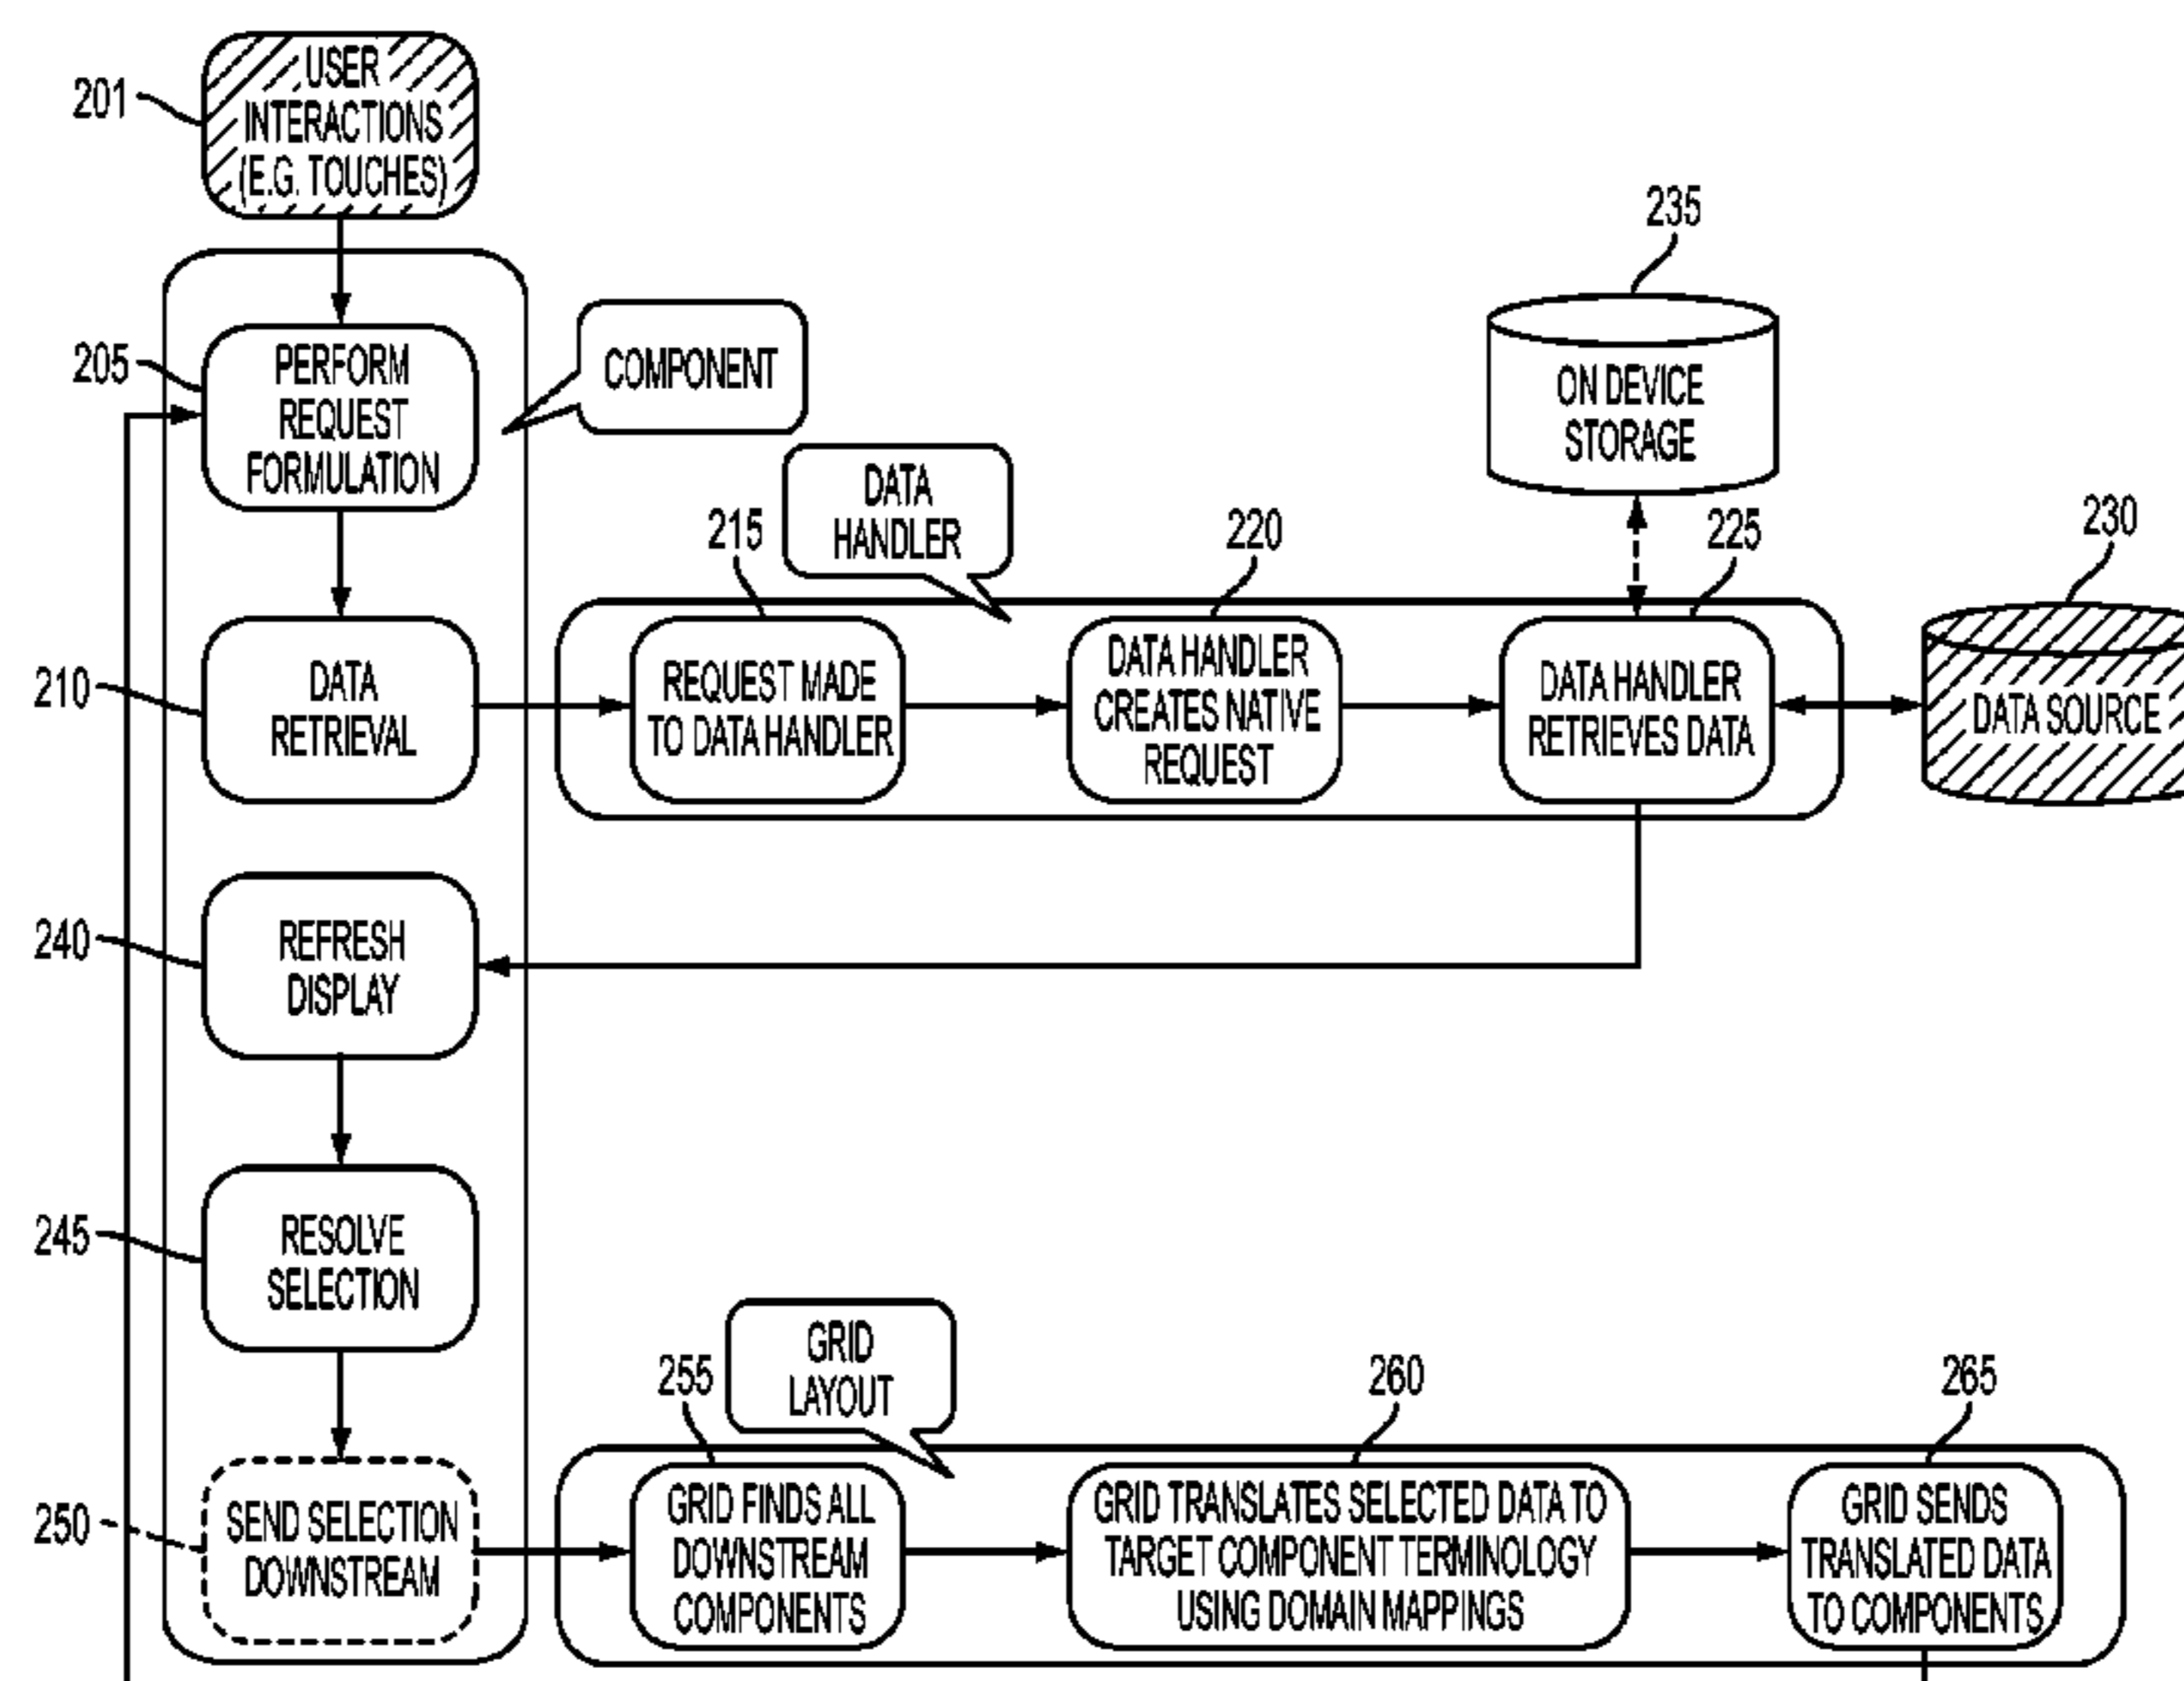 201
USER
INTERACTIONS
(E.G. TOUCHES)
235
205
PERFORM
REQUEST
FORMULATION
COMPONENT
ON DEVICE
STORAGE
DATA
HANDLER
215
220
225
230
210
DATA
RETRIEVAL
REQUEST MADE
TO DATA HANDLER
DATA HANDLER
CREATES NATIVE
REQUEST
DATA HANDLER
RETRIEVES DATA
DATA SOURCE
240
REFRESH
DISPLAY
245
RESOLVE
SELECTION
GRID
LAYOUT
255
260
265
250
SEND SELECTION
DOWNSTREAM
GRID FINDS ALL
DOWNSTREAM
COMPONENTS
GRID TRANSLATES SELECTED DATA TO
TARGET COMPONENT TERMINOLOGY
USING DOMAIN MAPPINGS
GRID SENDS
TRANSLATED DATA
TO COMPONENTS